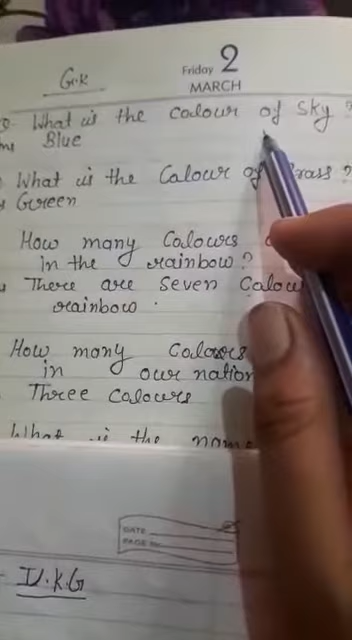 G.K
Friday 2
MARCH
What is the Colour of Sky ?
Blue
What is the Colour of ?
Green
How many Colours
in the rainbow?
There are Seven Colou
rainbow .
How many Colours
in our nation
Three Colours
What is the name
DATE
PAGE No.
U.K.G